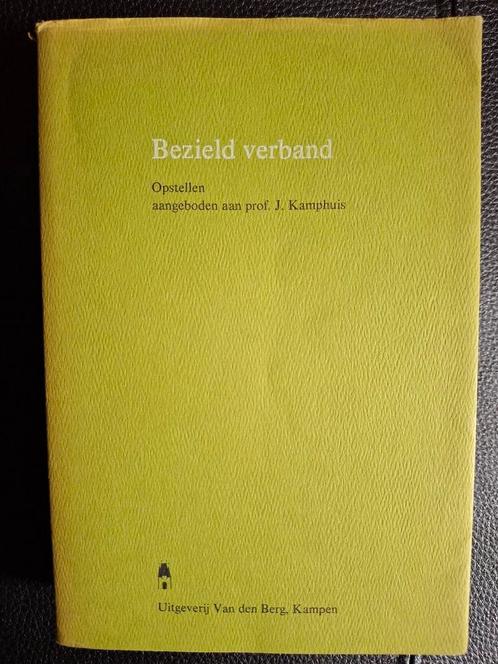 Bezield verband
Opstellen
aangeboden aan prof. J. Kamphuis
Uitgeverij Van den Berg, Kampen